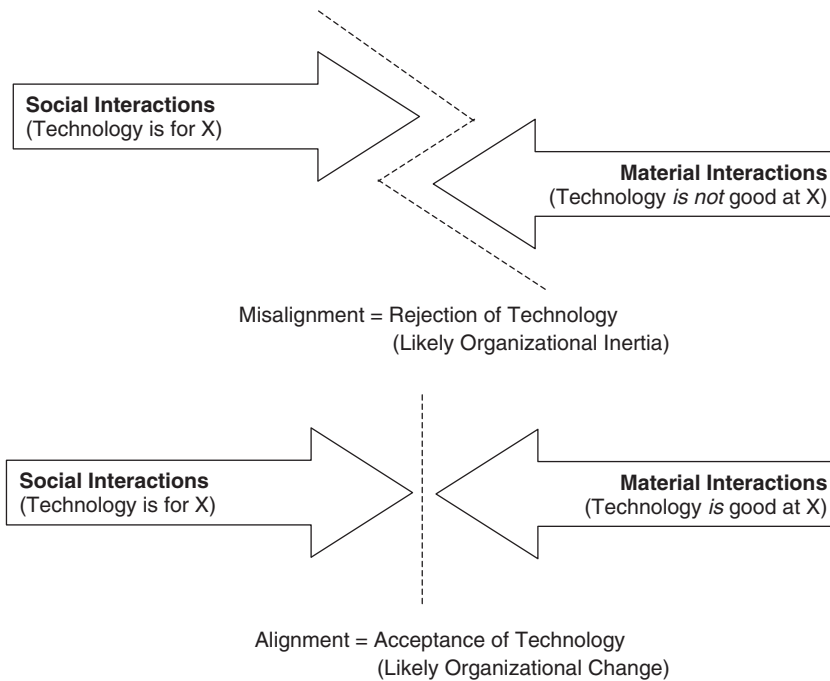 Social Interactions
(Technology is for X)
Material Interactions
(Technology is not good at X)
Misalignment = Rejection of Technology
(Likely Organizational Inertia)
Social Interactions
(Technology is for X)
Material Interactions
(Technology is good at X)
Alignment = Acceptance of Technology
(Likely Organizational Change)